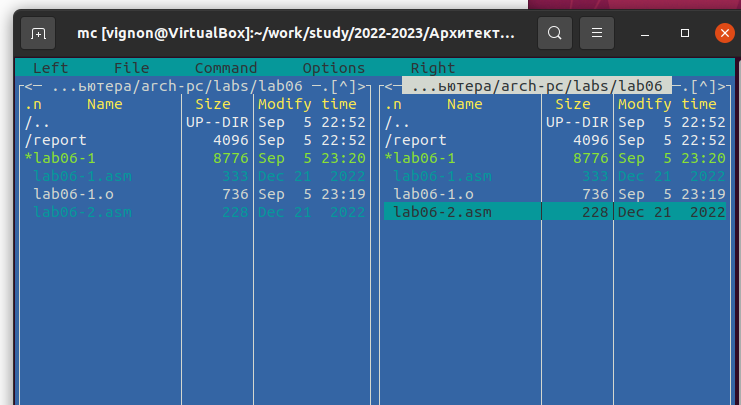 mc [vignon@VirtualBox]:~/work/study/2022-2023/Архитект...
Left File Command Options Right
<─ ...ьютера/arch-pc/labs/lab06 ─.[^]> <─ ...ьютера/arch-pc/labs/lab06 ─.[^]>
.n Name Size Modify time .n Name Size Modify time
/.. UP--DIR Sep 5 22:52 /.. UP--DIR Sep 5 22:52
/report 4096 Sep 5 22:52 /report 4096 Sep 5 22:52
*lab06-1 8776 Sep 5 23:20 *lab06-1 8776 Sep 5 23:20
lab06-1.asm 333 Dec 21 2022 lab06-1.asm 333 Dec 21 2022
lab06-1.o 736 Sep 5 23:19 lab06-1.o 736 Sep 5 23:19
lab06-2.asm 228 Dec 21 2022 lab06-2.asm 228 Dec 21 2022